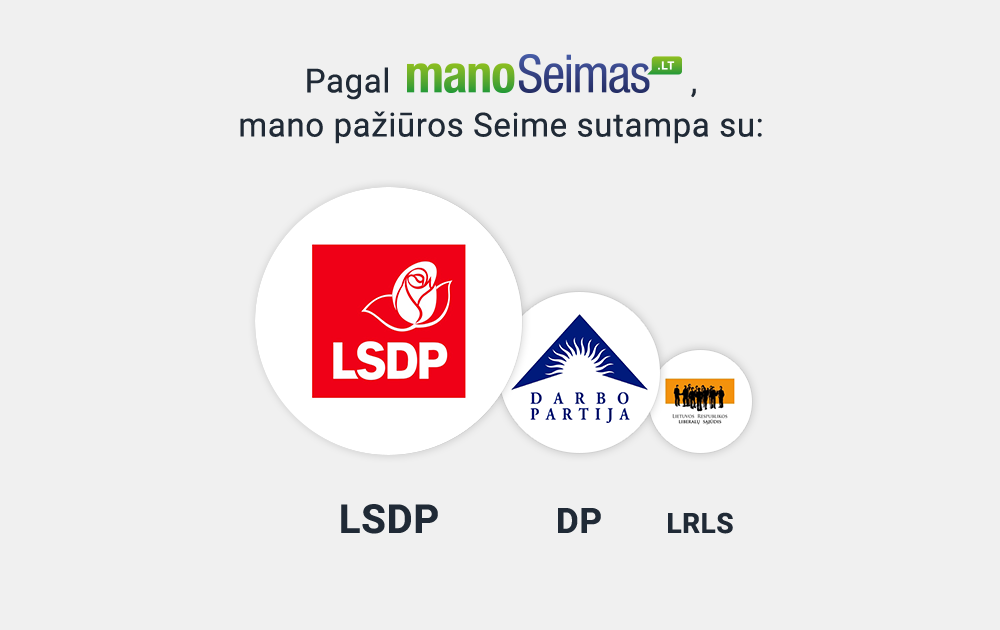 Pagal manoSeimas.LT ,
mano pažiūros Seime sutampa su:
LSDP
DARBO
PARTIJA
LIETUVOS RESPUBLIKOS
LIBERALŲ SĄJŪDIS
LSDP
DP
LRLS